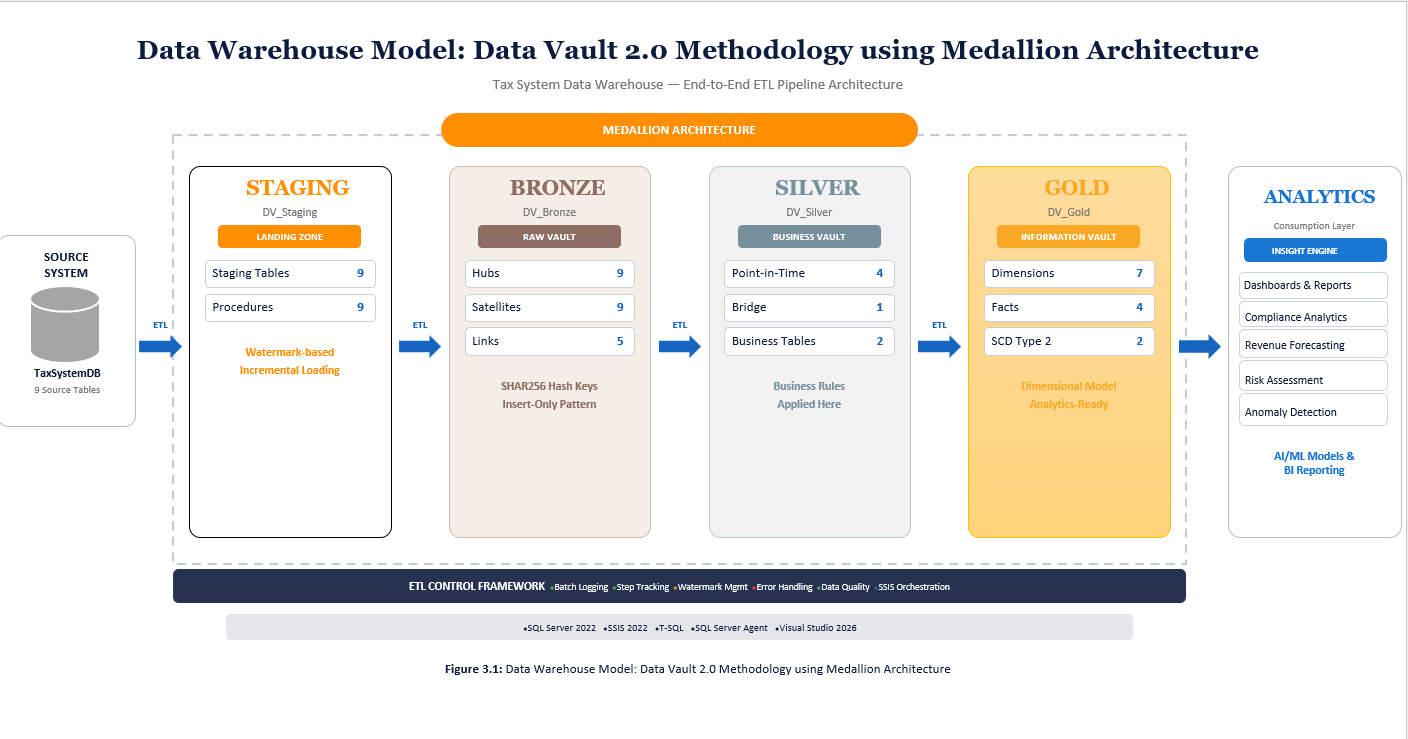 Data Warehouse Model: Data Vault 2.0 Methodology using Medallion Architecture
Tax System Data Warehouse — End-to-End ETL Pipeline Architecture
MEDALLION ARCHITECTURE
SOURCE
SYSTEM
TaxSystemDB
9 Source Tables
ETL
STAGING
DV_Staging
LANDING ZONE
Staging Tables 9
Procedures 9
Watermark-based
Incremental Loading
ETL
BRONZE
DV_Bronze
RAW VAULT
Hubs 9
Satellites 9
Links 5
SHAR256 Hash Keys
Insert-Only Pattern
ETL
SILVER
DV_Silver
BUSINESS VAULT
Point-in-Time 4
Bridge 1
Business Tables 2
Business Rules
Applied Here
ETL
GOLD
DV_Gold
INFORMATION VAULT
Dimensions 7
Facts 4
SCD Type 2 2
Dimensional Model
Analytics-Ready
ANALYTICS
Consumption Layer
INSIGHT ENGINE
Dashboards & Reports
Compliance Analytics
Revenue Forecasting
Risk Assessment
Anomaly Detection
AI/ML Models &
BI Reporting
ETL CONTROL FRAMEWORK •Batch Logging •Step Tracking •Watermark Mgmt •Error Handling •Data Quality •SSIS Orchestration
•SQL Server 2022 •SSIS 2022 •T-SQL •SQL Server Agent •Visual Studio 2026
Figure 3.1: Data Warehouse Model: Data Vault 2.0 Methodology using Medallion Architecture